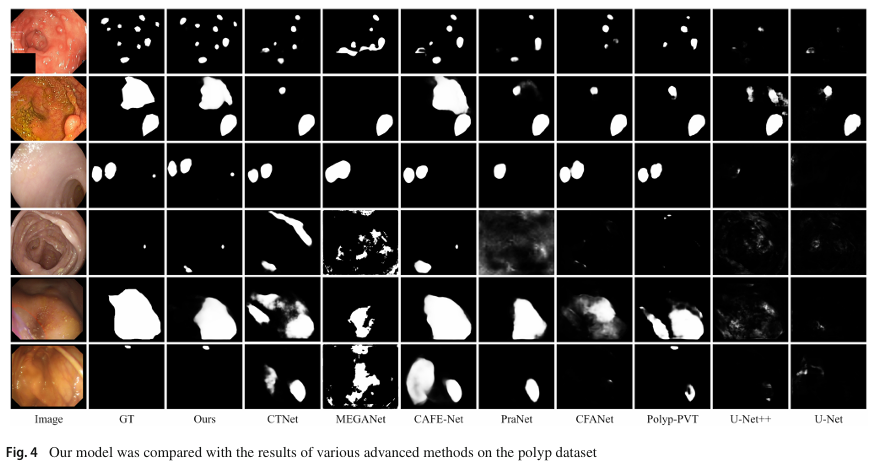 Image GT Ours CTNet MEGANet CAFE-Net PraNet CFANet Polyp-PVT U-Net++ U-Net
Fig. 4 Our model was compared with the results of various advanced methods on the polyp dataset